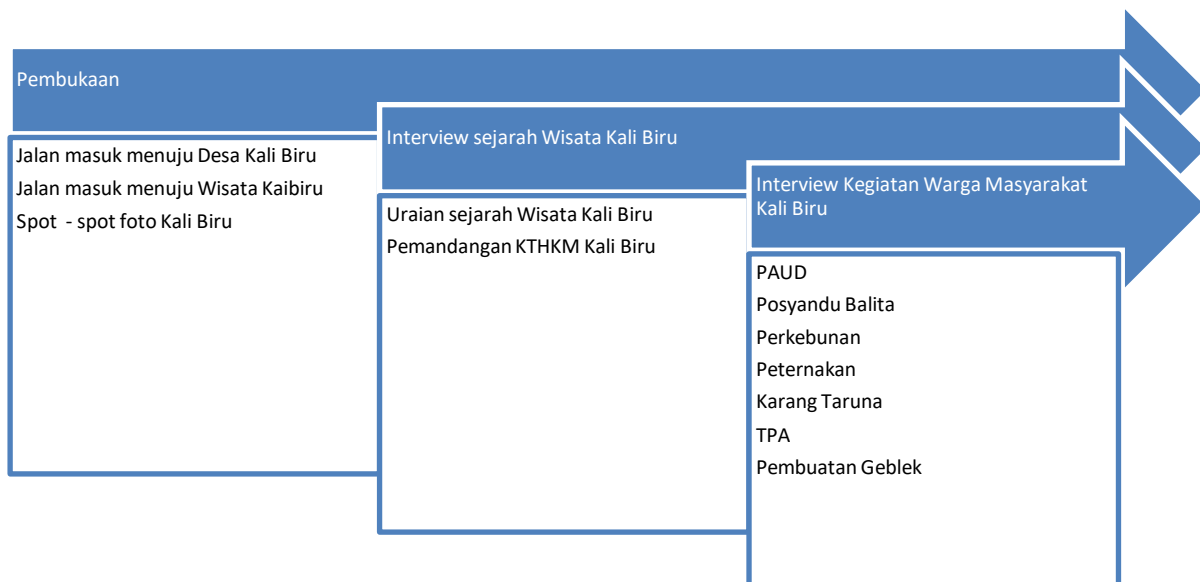 Pembukaan
Jalan masuk menuju Desa Kali Biru
Jalan masuk menuju Wisata Kaibiru
Spot - spot foto Kali Biru
Interview sejarah Wisata Kali Biru
Uraian sejarah Wisata Kali Biru
Pemandangan KTHKM Kali Biru
Interview Kegiatan Warga Masyarakat
Kali Biru
PAUD
Posyandu Balita
Perkebunan
Peternakan
Karang Taruna
TPA
Pembuatan Geblek